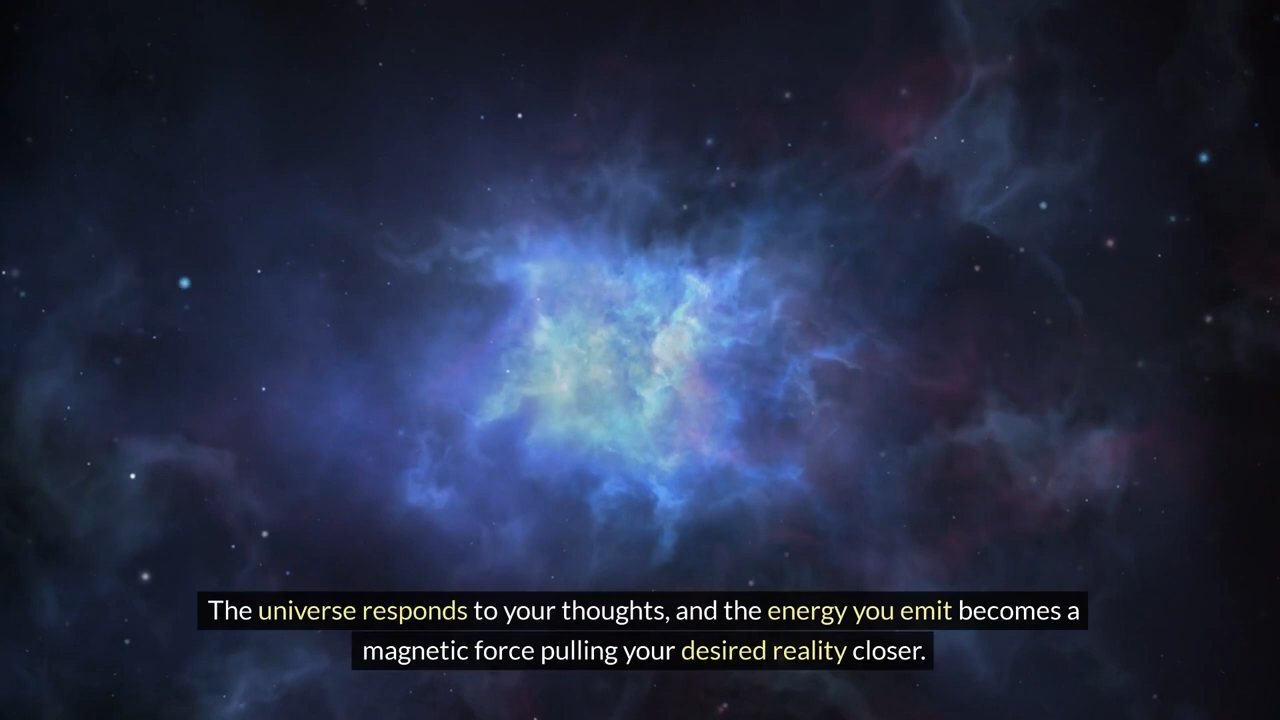 The universe responds to your thoughts, and the energy you emit becomes a
magnetic force pulling your desired reality closer.